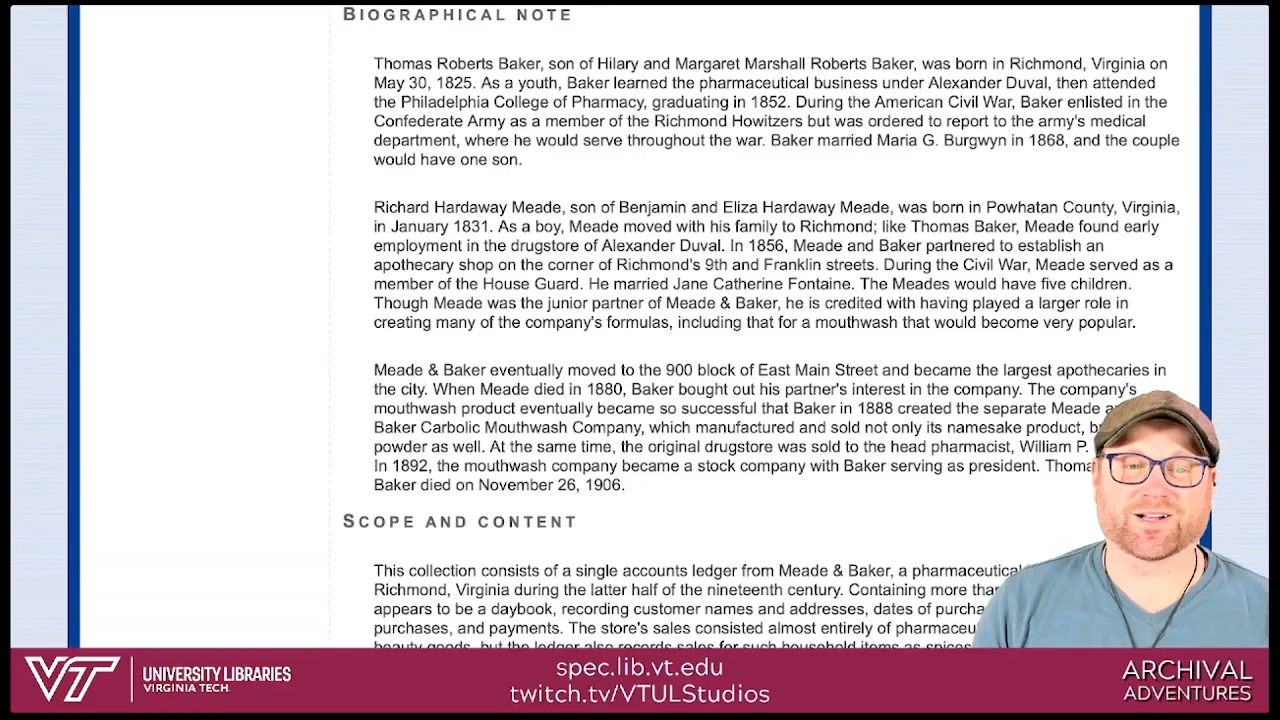 BIOGRAPHICAL NOTE
Thomas Roberts Baker, son of Hilary and Margaret Marshall Roberts Baker, was born in Richmond, Virginia on
May 30, 1825. As a youth, Baker learned the pharmaceutical business under Alexander Duval, then attended
the Philadelphia College of Pharmacy, graduating in 1852. During the American Civil War, Baker enlisted in the
Confederate Army as a member of the Richmond Howitzers but was ordered to report to the army's medical
department, where he would serve throughout the war. Baker married Maria G. Burgwyn in 1868, and the couple
would have one son.
Richard Hardaway Meade, son of Benjamin and Eliza Hardaway Meade, was born in Powhatan County, Virginia,
in January 1831. As a boy, Meade moved with his family to Richmond; like Thomas Baker, Meade found early
employment in the drugstore of Alexander Duval. In 1856, Meade and Baker partnered to establish an
apothecary shop on the corner of Richmond's 9th and Franklin streets. During the Civil War, Meade served as a
member of the House Guard. He married Jane Catherine Fontaine. The Meades would have five children.
Though Meade was the junior partner of Meade & Baker, he is credited with having played a larger role in
creating many of the company's formulas, including that for a mouthwash that would become very popular.
Meade & Baker eventually moved to the 900 block of East Main Street and became the largest apothecaries in
the city. When Meade died in 1880, Baker bought out his partner's interest in the company. The company's
mouthwash product eventually became so successful that Baker in 1888 created the separate Meade
Baker Carbolic Mouthwash Company, which manufactured and sold not only its namesake product,
powder as well. At the same time, the original drugstore was sold to the head pharmacist, William P.
In 1892, the mouthwash company became a stock company with Baker serving as president.
Baker died on November 26, 1906.
SCOPE AND CONTENT
This collection consists of a single accounts ledger from Meade & Baker, a pharmaceutical
Richmond, Virginia during the latter half of the nineteenth century. Containing more
appears to be a daybook, recording customer names and addresses, dates of
purchases, and payments. The store's sales consisted almost entirely of
beauty goods, but the ledger also records sales for such household items as spices
VT UNIVERSITY LIBRARIES
VIRGINIA TECH.
spec.lib.vt.edu
twitch.tv/VTULStudios
ARCHIVAL
ADVENTURES